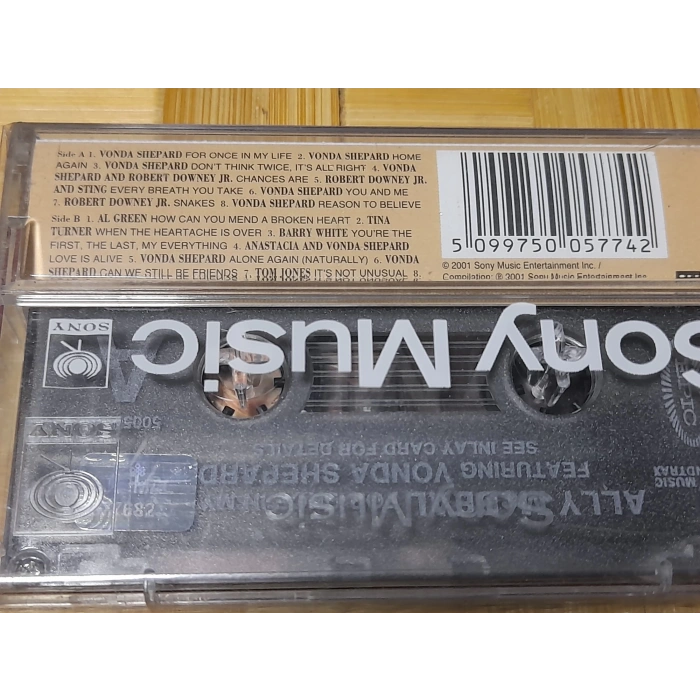 Side A 1. VONDA SHEPARD FOR ONCE IN MY LIFE 2. VONDA SHEPARD HOME
AGAIN 3. VONDA SHEPARD DON'T THINK TWICE, IT'S ALL RIGHT 4. VONDA
SHEPARD AND ROBERT DOWNEY JR. CHANCES ARE 5. ROBERT DOWNEY JR.
AND STING EVERY BREATH YOU TAKE 6. VONDA SHEPARD YOU AND ME
7. ROBERT DOWNEY JR. SNAKES 8. VONDA SHEPARD REASON TO BELIEVE
Side B 1. AL GREEN HOW CAN YOU MEND A BROKEN HEART 2. TINA
TURNER WHEN THE HEARTACHE IS OVER 3. BARRY WHITE YOU'RE THE
FIRST, THE LAST, MY EVERYTHING 4. ANASTACIA AND VONDA SHEPARD
LOVE IS ALIVE 5. VONDA SHEPARD ALONE AGAIN (NATURALLY) 6. VONDA
SHEPARD CAN WE STILL BE FRIENDS 7. TOM JONES IT'S NOT UNUSUAL 8.
5 099750 057742
© 2001 Sony Music Entertainment Inc. /
Compilation: ℗ 2001 Sony Music Entertainment Inc.
Sony Music
SONY
A
SONY
SEE INLAY CARD FOR DETAILS
FEATURING VONDA SHEPARD
ALLY
Sony Music
MUSIC